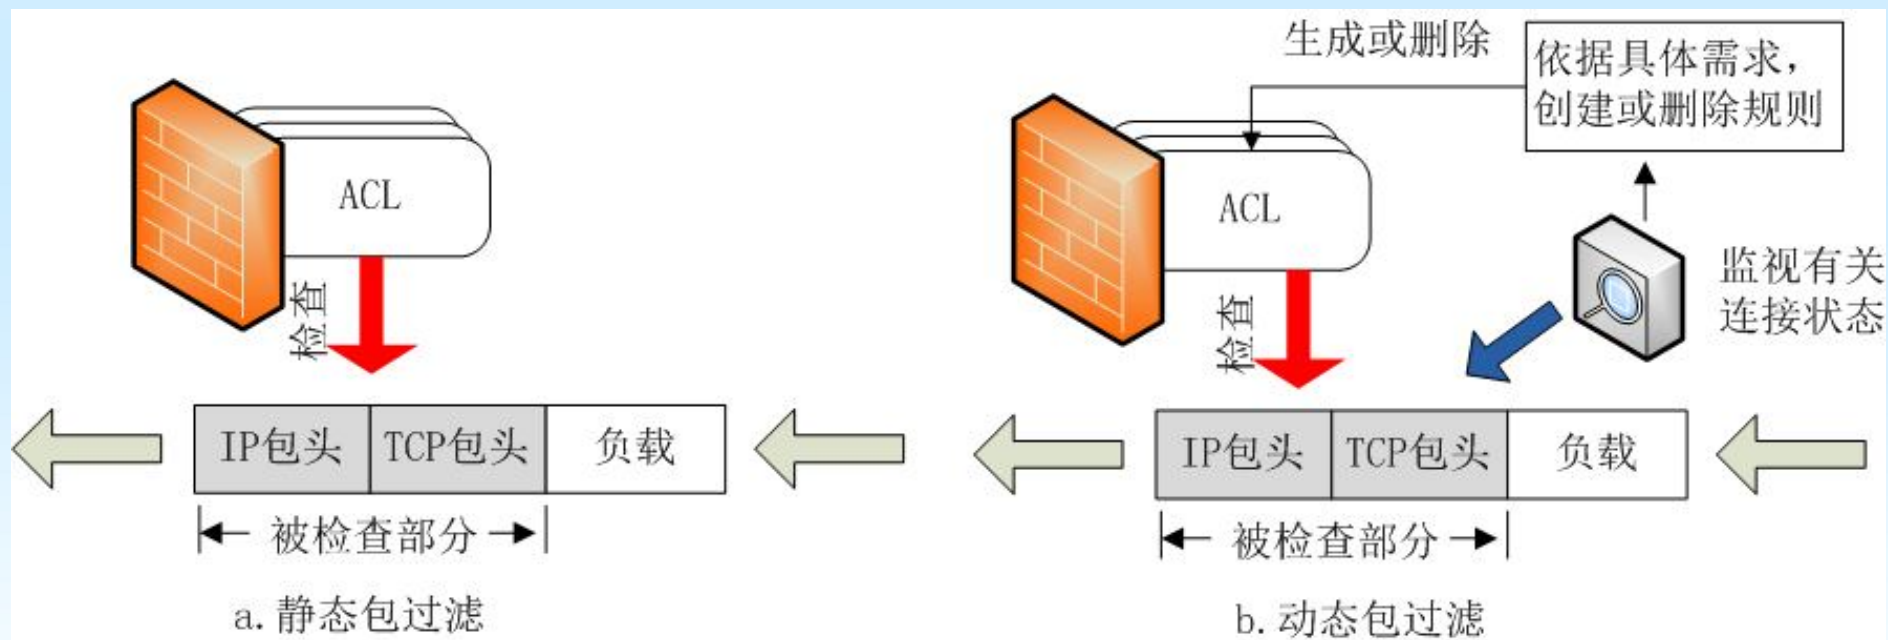 ACL
检查
IP包头 TCP包头 负载
被检查部分
a.静态包过滤
生成或删除
依据具体需求，
创建或删除规则
ACL
监视有关
连接状态
检查
IP包头 TCP包头 负载
被检查部分
b.动态包过滤